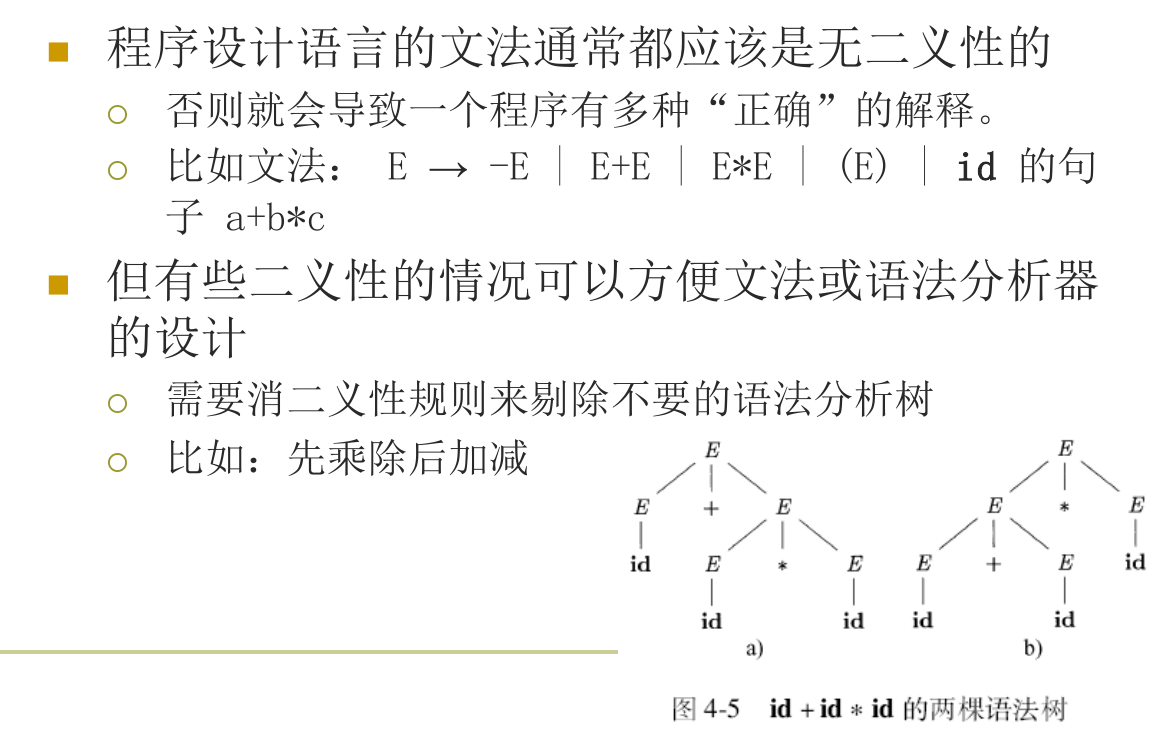 程序设计语言的文法通常都应该是无二义性的
否则就会导致一个程序有多种“正确”的解释。
比如文法： E → -E | E+E | E*E | (E) | id 的句
子 a+b*c
但有些二义性的情况可以方便文法或语法分析器
的设计
需要消二义性规则来剔除不要的语法分析树
比如：先乘除后加减
E E
E + E E * E
id E * E E + E id
id id id id
a) b)
图 4-5 id + id * id 的两棵语法树